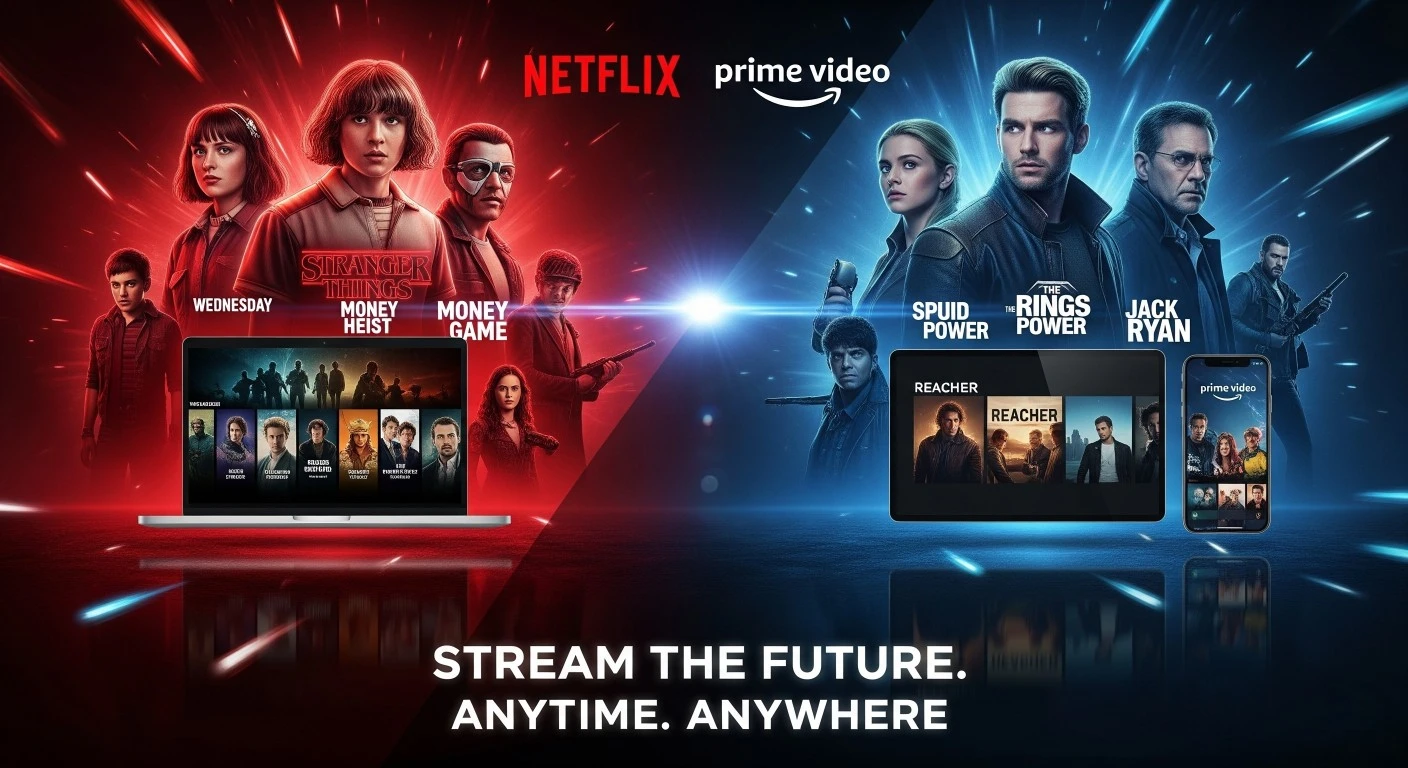 NETFLIX
prime video
STRANGER
THINGS
WEDNESDAY
MONEY
HEIST
MONEY
GAME
SPUID
POWER
THE
THE RINGS
POWER
JACK
RYAN
REACHER
REACHER
prime video
STREAM THE FUTURE.
ANYTIME. ANYWHERE